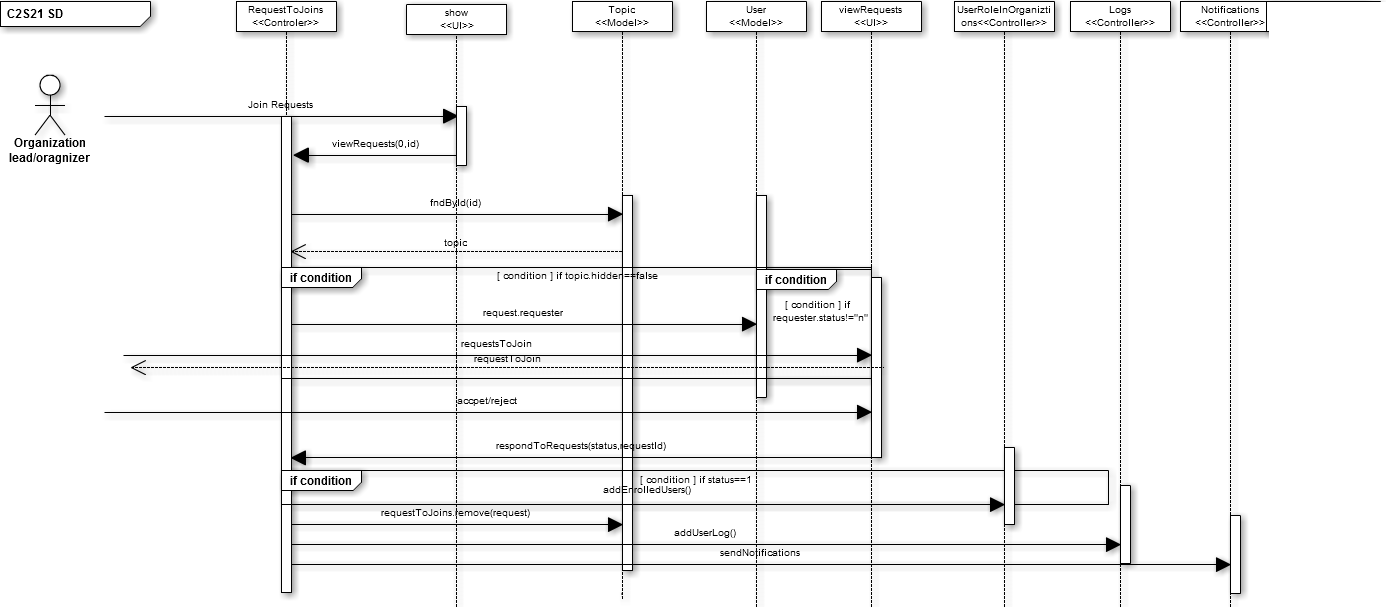 C2S21 SD
RequestToJoins
<<Controler>>
show
<<UI>>
Topic
<<Model>>
User
<<Model>>
viewRequests
<<UI>>
UserRoleInOrganizti
ons<<Controller>>
Logs
<<Controller>>
Notifications
<<Controller>>
Organization
lead/oragnizer
Join Requests
viewRequests(0,id)
fndById(id)
topic
if condition
[ condition ] if topic.hidden==false
if condition
[ condition ] if
requester.status!="n"
request.requester
requestsToJoin
requestToJoin
accpet/reject
respondToRequests(status,requestId)
if condition
[ condition ] if status==1
addEnrolledUsers()
requestToJoins.remove(request)
addUserLog()
sendNotifications